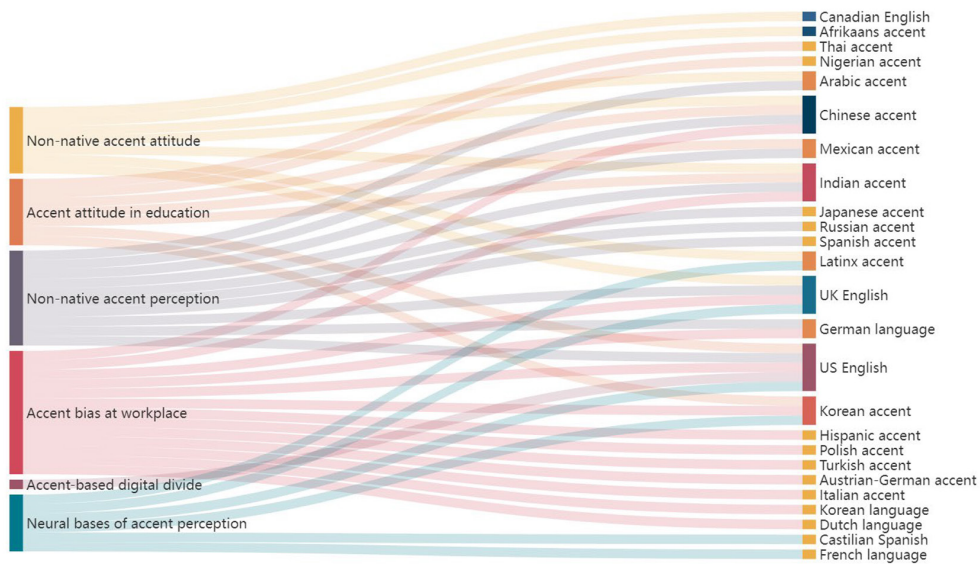 Non-native accent attitude
Accent attitude in education
Non-native accent perception
Accent bias at workplace
Accent-based digital divide
Neural bases of accent perception
Canadian English
Afrikaans accent
Thai accent
Nigerian accent
Arabic accent
Chinese accent
Mexican accent
Indian accent
Japanese accent
Russian accent
Spanish accent
Latinx accent
UK English
German language
US English
Korean accent
Hispanic accent
Polish accent
Turkish accent
Austrian-German accent
Italian accent
Korean language
Dutch language
Castilian Spanish
French language